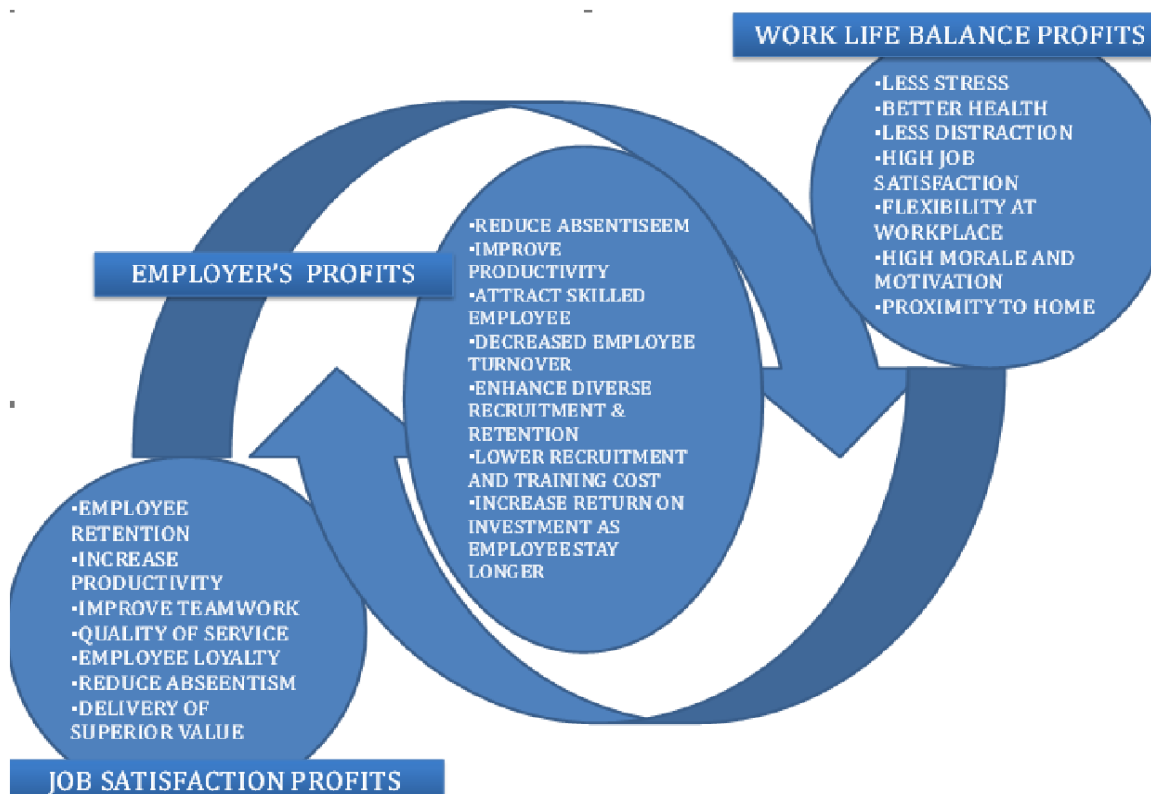 WORK LIFE BALANCE PROFITS
•LESS STRESS
•BETTER HEALTH
•LESS DISTRACTION
•HIGH JOB
SATISFACTION
•FLEXIBILITY AT
WORKPLACE
•HIGH MORALE AND
MOTIVATION
•PROXIMITY TO HOME
EMPLOYER’S PROFITS
•REDUCE ABSENTISEEM
•IMPROVE
PRODUCTIVITY
•ATTRACT SKILLED
EMPLOYEE
•DECREASED EMPLOYEE
TURNOVER
•ENHANCE DIVERSE
RECRUITMENT &
RETENTION
•LOWER RECRUITMENT
AND TRAINING COST
•INCREASE RETURN ON
INVESTMENT AS
EMPLOYEE STAY
LONGER
•EMPLOYEE
RETENTION
•INCREASE
PRODUCTIVITY
•IMPROVE TEAMWORK
•QUALITY OF SERVICE
•EMPLOYEE LOYALTY
•REDUCE ABSEENTISM
•DELIVERY OF
SUPERIOR VALUE
JOB SATISFACTION PROFITS